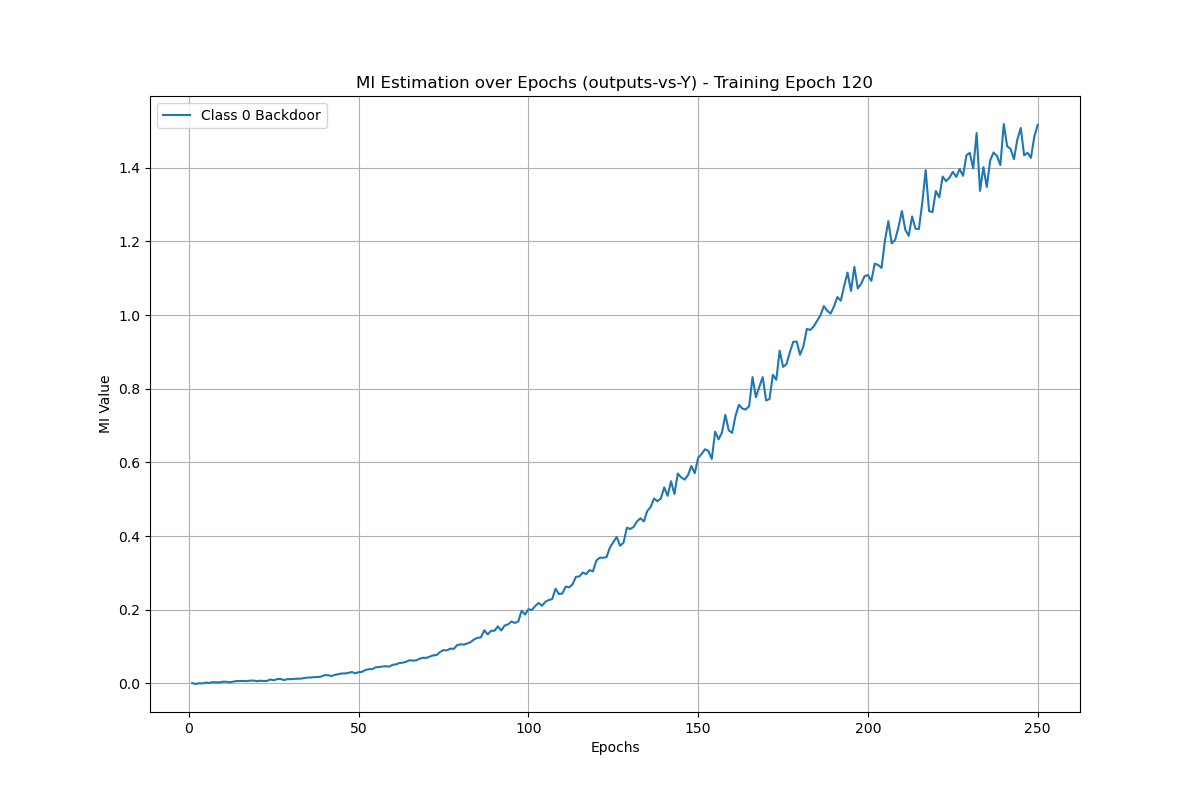 MI Estimation over Epochs (outputs-vs-Y) - Training Epoch 120
Class 0 Backdoor
MI Value
1.4
1.2
1.0
0.8
0.6
0.4
0.2
0.0
0 50 100 150 200 250
Epochs